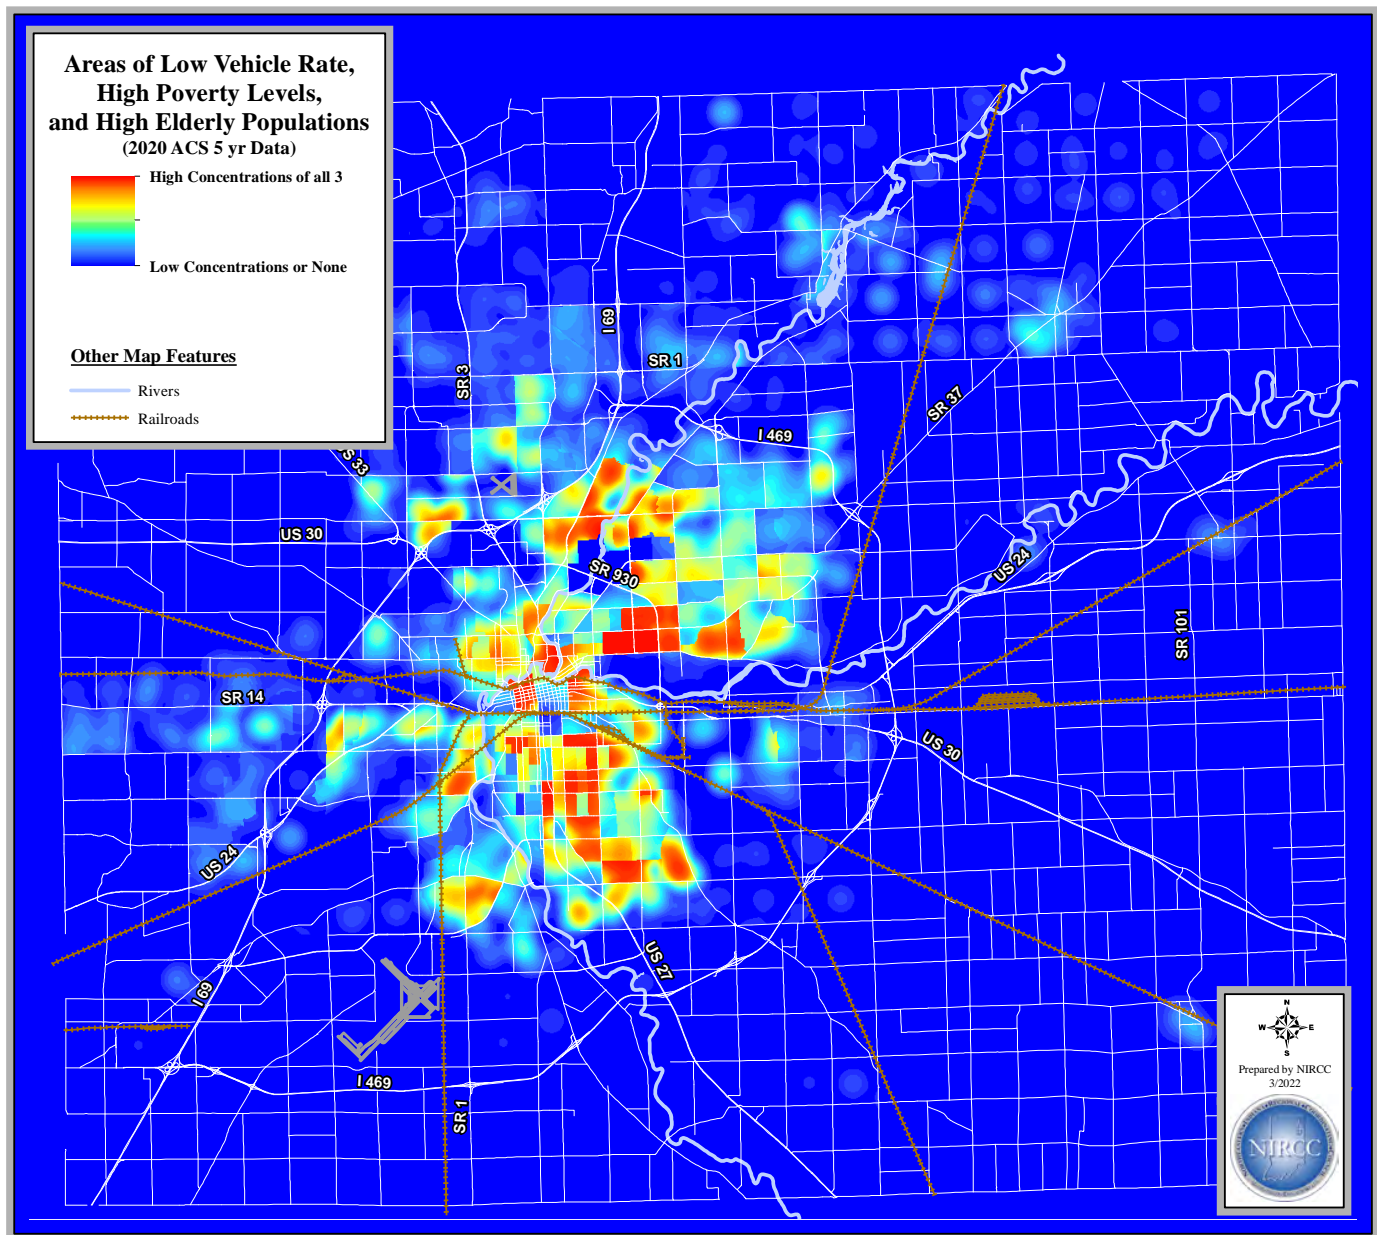 Areas of Low Vehicle Rate,
High Poverty Levels,
and High Elderly Populations
(2020 ACS 5 yr Data)
High Concentrations of all 3
Low Concentrations or None
Other Map Features
Rivers
Railroads
I 69
SR 1
SR 3
SR 37
I 469
33
US 30
SR 930
US 24
SR 101
SR 14
US 30
US 24
US 27
I 69
I 469
SR 1
N
W
E
S
Prepared by NIRCC
3/2022
NIRCC